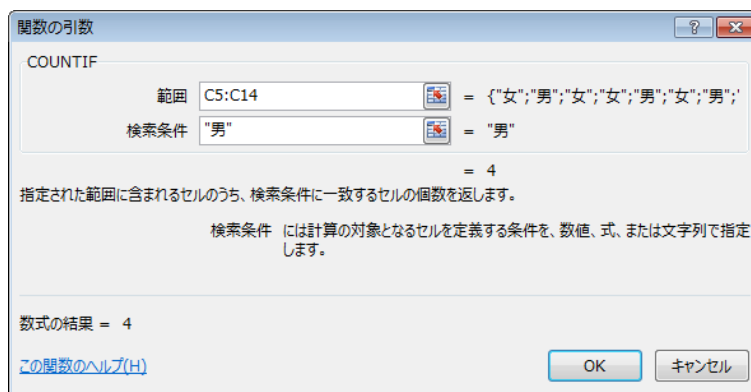 関数の引数
COUNTIF
範囲 C5:C14 = {"女";"男";"女";"女";"男";"女";"男";'
検索条件 "男" = "男"
= 4
指定された範囲に含まれるセルのうち、検索条件に一致するセルの個数を返します。
検索条件 には計算の対象となるセルを定義する条件を、数値、式、または文字列で指定
します。
数式の結果 = 4
この関数のヘルプ(H)
OK キャンセル